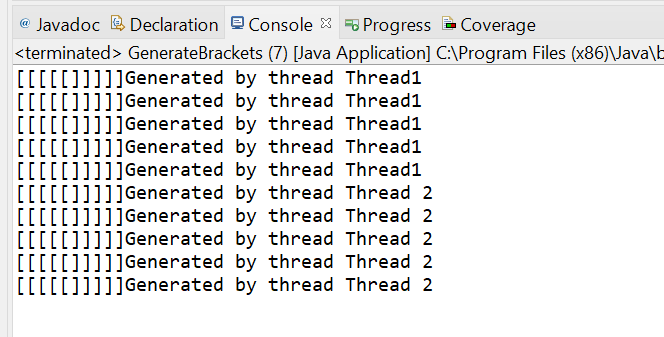 @ Javadoc Declaration Console Progress Coverage
<terminated> GenerateBrackets (7) [Java Application] C:\Program Files (x86)\Java\b
[[[[[]]]]]Generated by thread Thread1
[[[[[]]]]]Generated by thread Thread1
[[[[[]]]]]Generated by thread Thread1
[[[[[]]]]]Generated by thread Thread1
[[[[[]]]]]Generated by thread Thread1
[[[[[]]]]]Generated by thread Thread 2
[[[[[]]]]]Generated by thread Thread 2
[[[[[]]]]]Generated by thread Thread 2
[[[[[]]]]]Generated by thread Thread 2
[[[[[]]]]]Generated by thread Thread 2